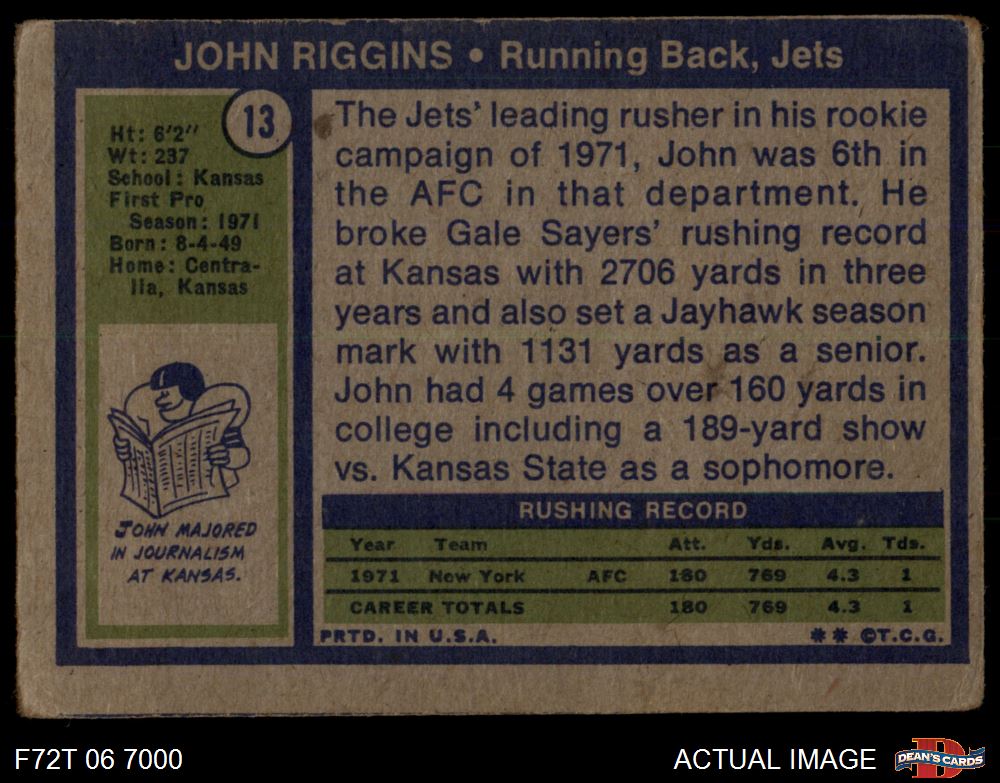 JOHN RIGGINS • Running Back, Jets
13
Ht: 6'2"
Wt: 237
School: Kansas
First Pro
Season: 1971
Born: 8-4-49
Home: Centra-
lia, Kansas
JOHN MAJORED
IN JOURNALISM
AT KANSAS.
The Jets' leading rusher in his rookie
campaign of 1971, John was 6th in
the AFC in that department. He
broke Gale Sayers' rushing record
at Kansas with 2706 yards in three
years and also set a Jayhawk season
mark with 1131 yards as a senior.
John had 4 games over 160 yards in
college including a 189-yard show
vs. Kansas State as a sophomore.
RUSHING RECORD
Year Team Att. Yds. Avg. Tds.
1971 New York AFC 180 769 4.3 1
CAREER TOTALS 180 769 4.3 1
PRTD. IN U.S.A. ** ©T.C.G.
F72T 06 7000 ACTUAL IMAGE D DEAN'S CARDS